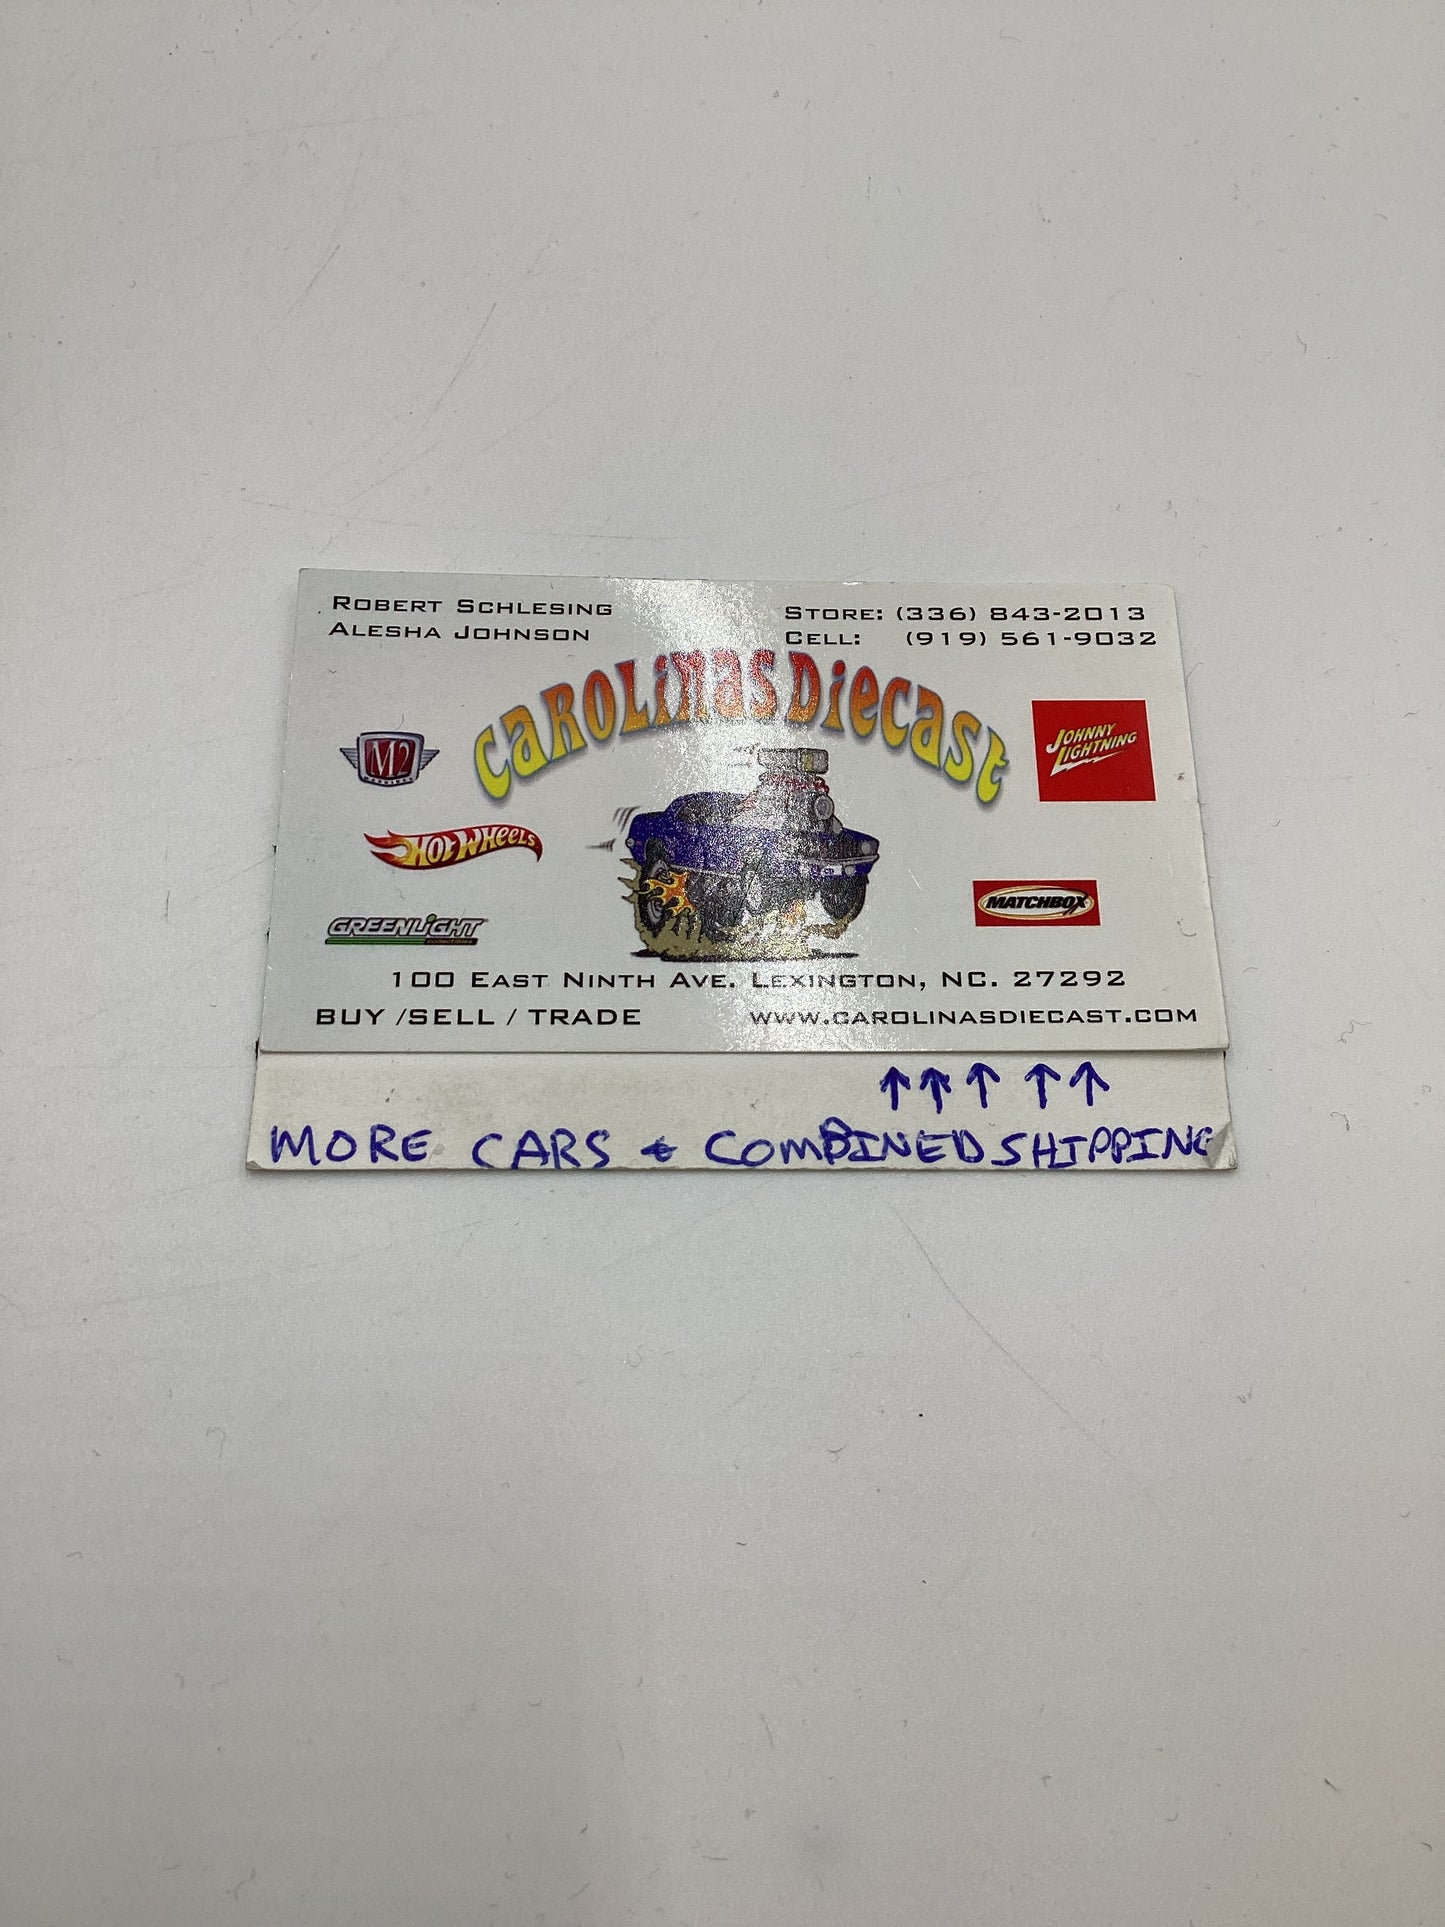 ROBERT SCHLESING
ALESHA JOHNSON
STORE: (336) 843-2013
CELL: (919) 561-9032
CAROLINAS DIECAST
M2
MACHINES
JOHNNY
LIGHTNING
HOT WHEELS
MATCHBOX
GREENLIGHT
collectibles
100 EAST NINTH AVE. LEXINGTON, NC. 27292
BUY /SELL / TRADE
WWW.CAROLINASDIECAST.COM
↑ ↑ ↑ ↑ ↑
MORE CARS & COMBINED SHIPPING